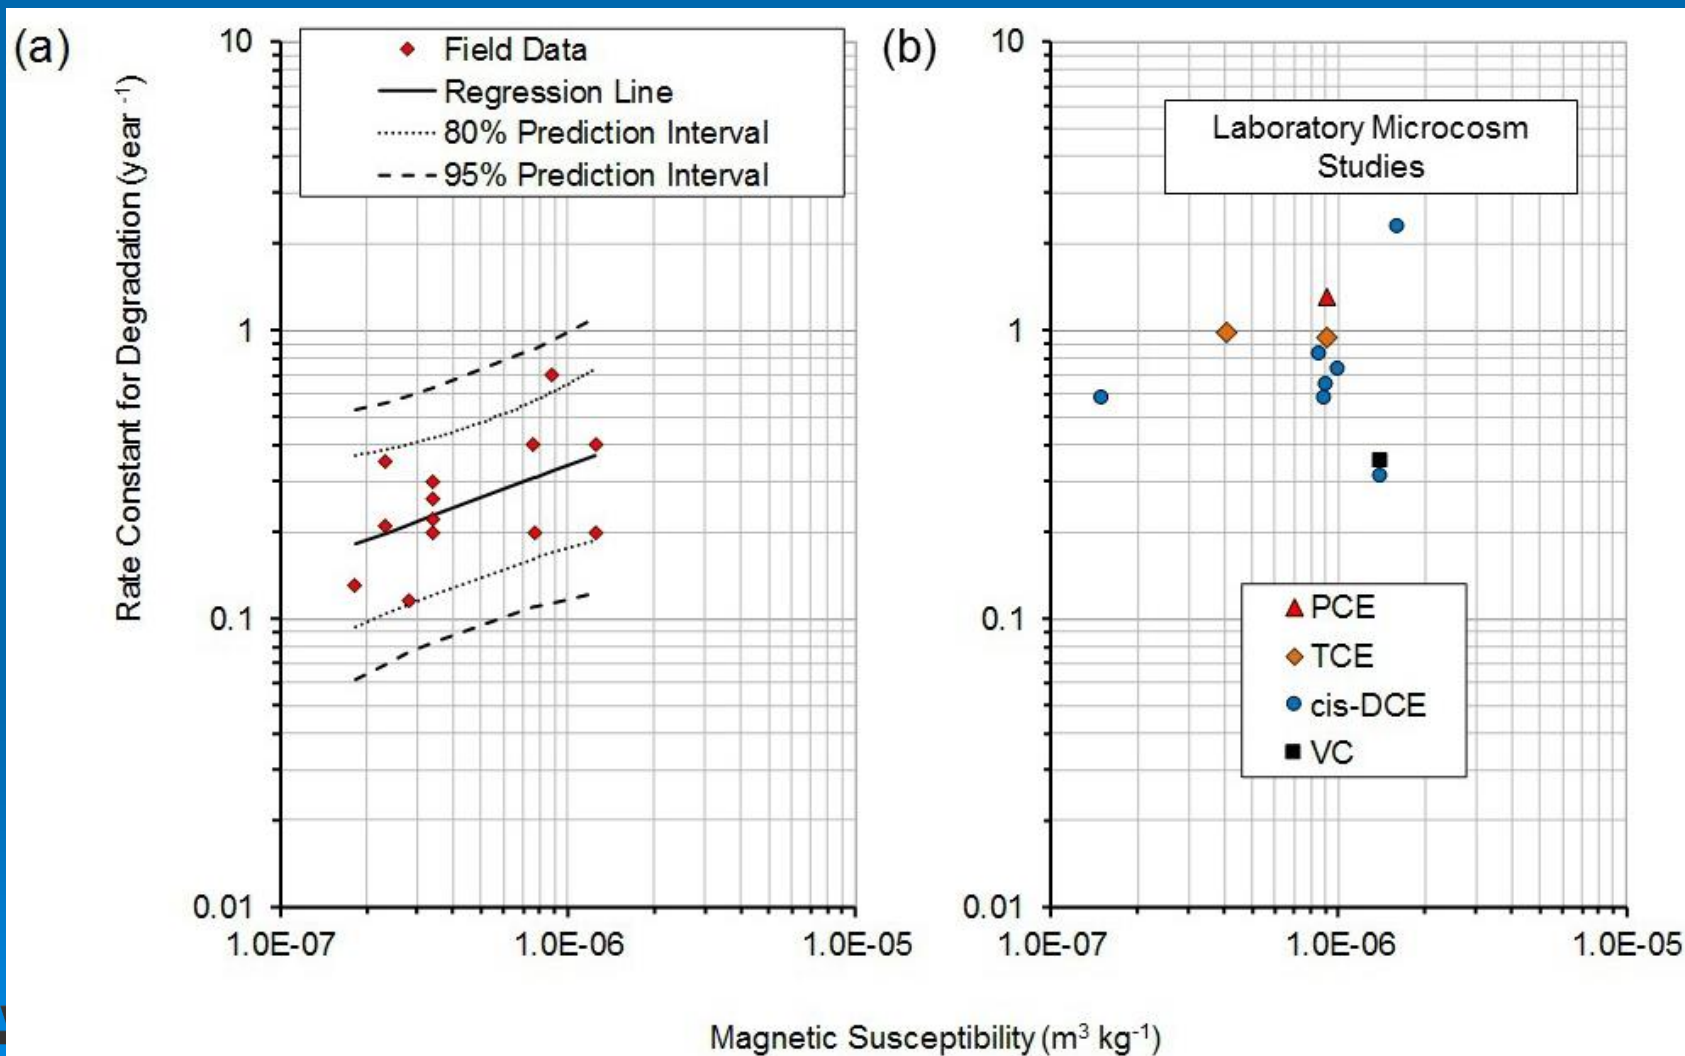 (a)
Rate Constant for Degradation (year -1)
10
1
0.1
0.01
1.0E-07
1.0E-06
1.0E-05
Field Data
Regression Line
80% Prediction Interval
95% Prediction Interval
(b)
10
1
0.1
0.01
1.0E-07
1.0E-06
1.0E-05
Laboratory Microcosm
Studies
PCE
TCE
cis-DCE
VC
Magnetic Susceptibility (m³ kg⁻¹)